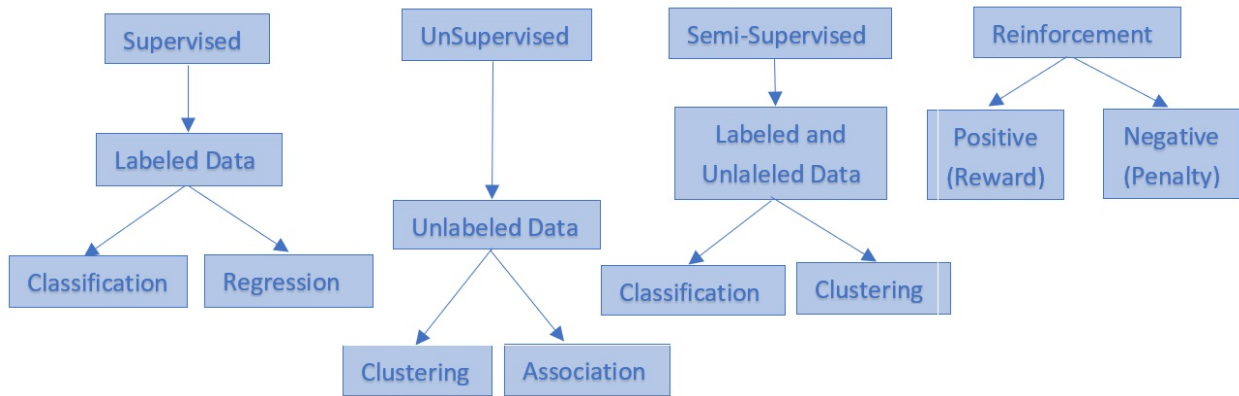 Supervised
UnSupervised
Semi-Supervised
Reinforcement
Labeled Data
Labeled and
Unlaleled Data
Positive
(Reward)
Negative
(Penalty)
Unlabeled Data
Classification
Regression
Classification
Clustering
Clustering
Association